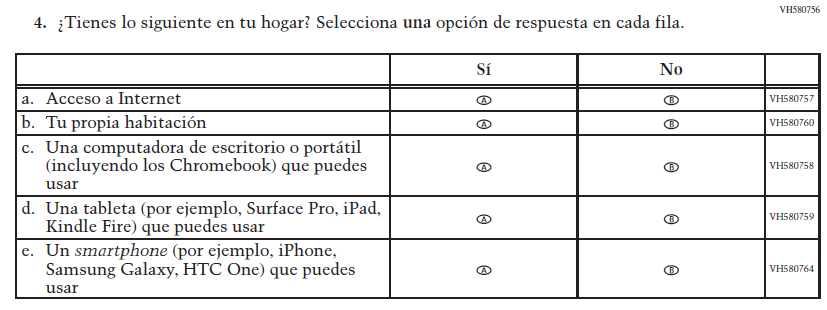 VH580756
4. ¿Tienes lo siguiente en tu hogar? Selecciona una opción de respuesta en cada fila.
Sí No
a. Acceso a Internet A B VH580757
b. Tu propia habitación A B VH580760
c. Una computadora de escritorio o portátil
(incluyendo los Chromebook) que puedes
usar A B VH580758
d. Una tableta (por ejemplo, Surface Pro, iPad,
Kindle Fire) que puedes usar A B VH580759
e. Un smartphone (por ejemplo, iPhone,
Samsung Galaxy, HTC One) que puedes
usar A B VH580764